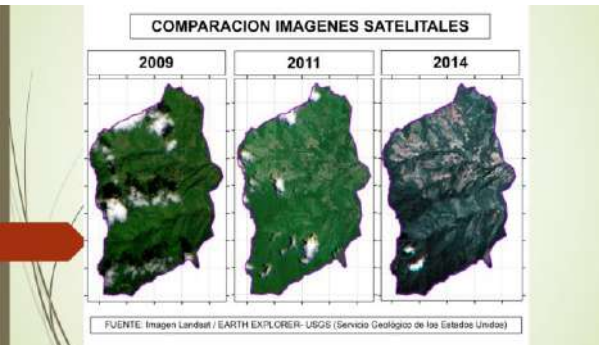 COMPARACION IMAGENES SATELITALES
2009
2011
2014
FUENTE: Imagen Landsat / EARTH EXPLORER- USGS (Servicio Geológico de los Estados Unidos)